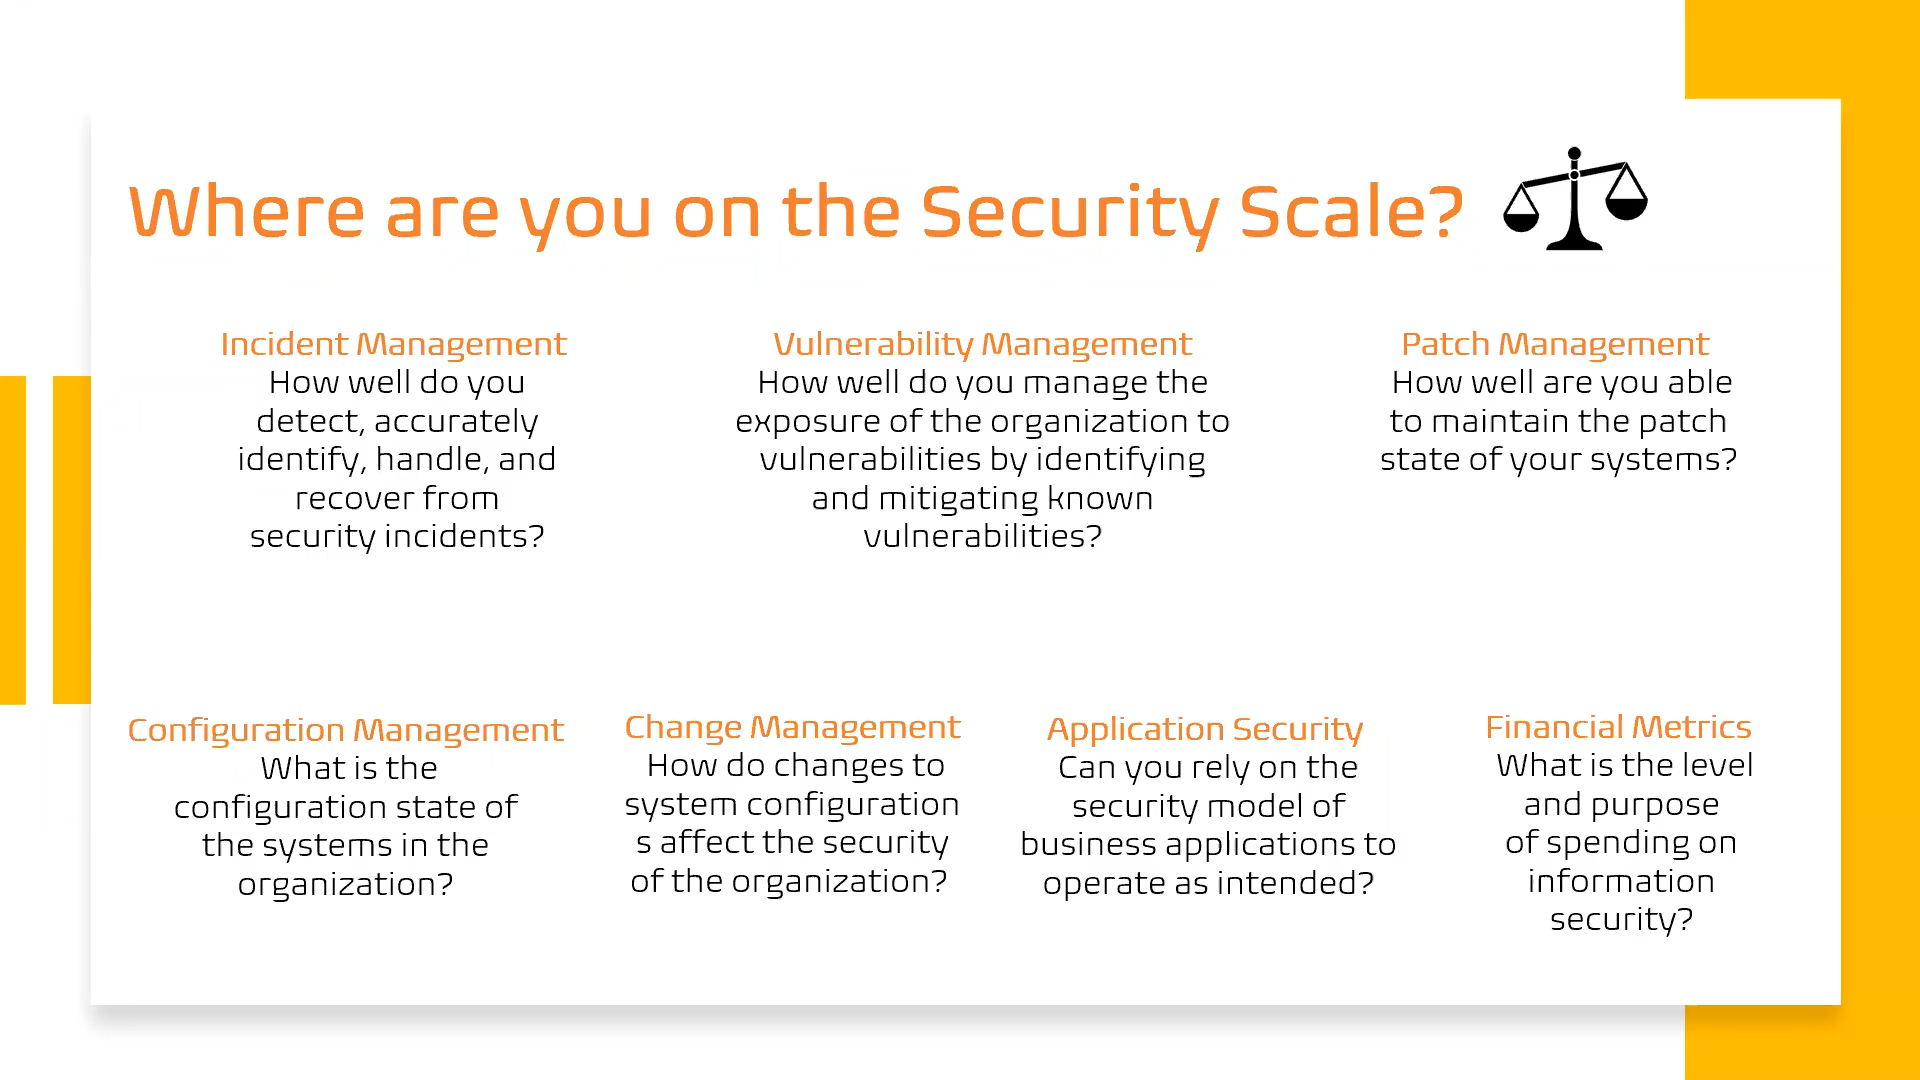 Where are you on the Security Scale?
Incident Management
How well do you
detect, accurately
identify, handle, and
recover from
security incidents?
Vulnerability Management
How well do you manage the
exposure of the organization to
vulnerabilities by identifying
and mitigating known
vulnerabilities?
Patch Management
How well are you able
to maintain the patch
state of your systems?
Configuration Management
What is the
configuration state of
the systems in the
organization?
Change Management
How do changes to
system configuration
s affect the security
of the organization?
Application Security
Can you rely on the
security model of
business applications to
operate as intended?
Financial Metrics
What is the level
and purpose
of spending on
information
security?